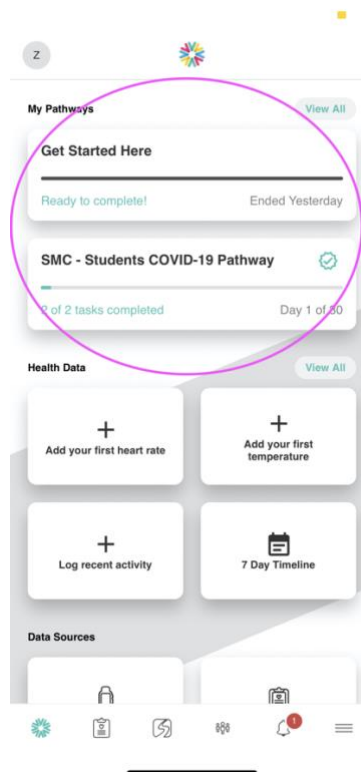 Z
My Pathways
View All
Get Started Here
Ready to complete!
Ended Yesterday
SMC - Students COVID-19 Pathway
2 of 2 tasks completed
Day 1 of 30
Health Data
View All
Add your first heart rate
Add your first
temperature
Log recent activity
7 Day Timeline
Data Sources
1